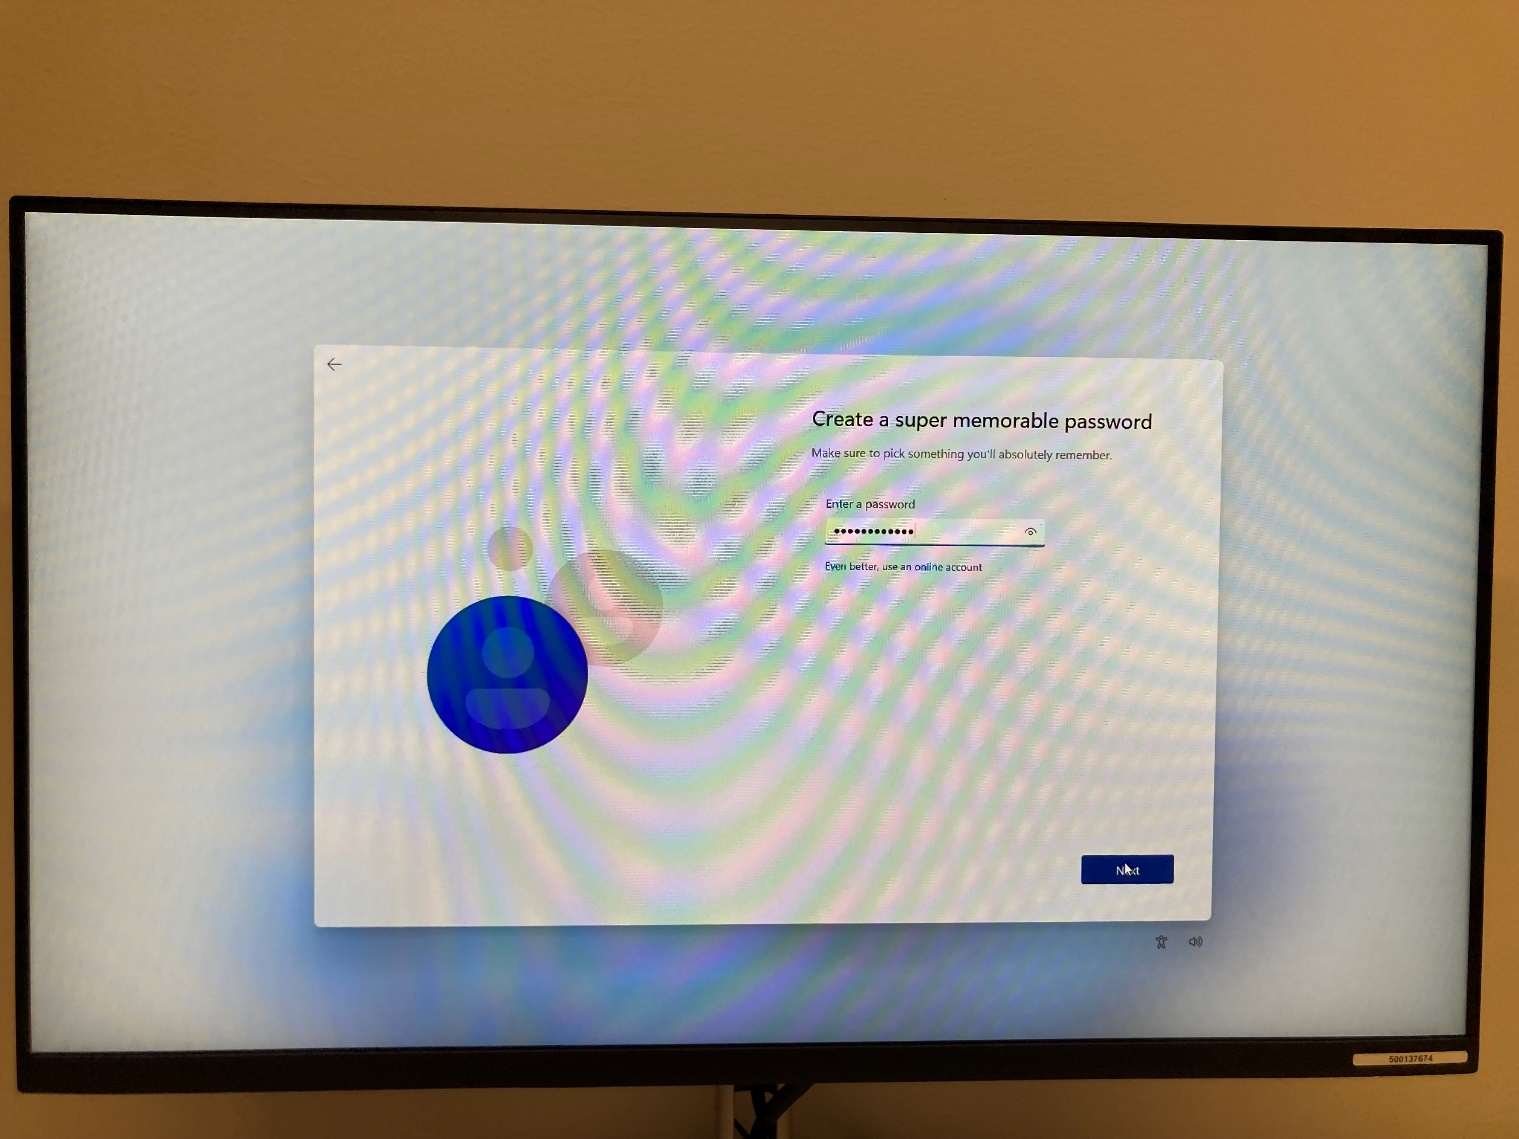 Create a super memorable password
Make sure to pick something you'll absolutely remember.
Enter a password
••••••••••••
Even better, use an online account
Next
500137674